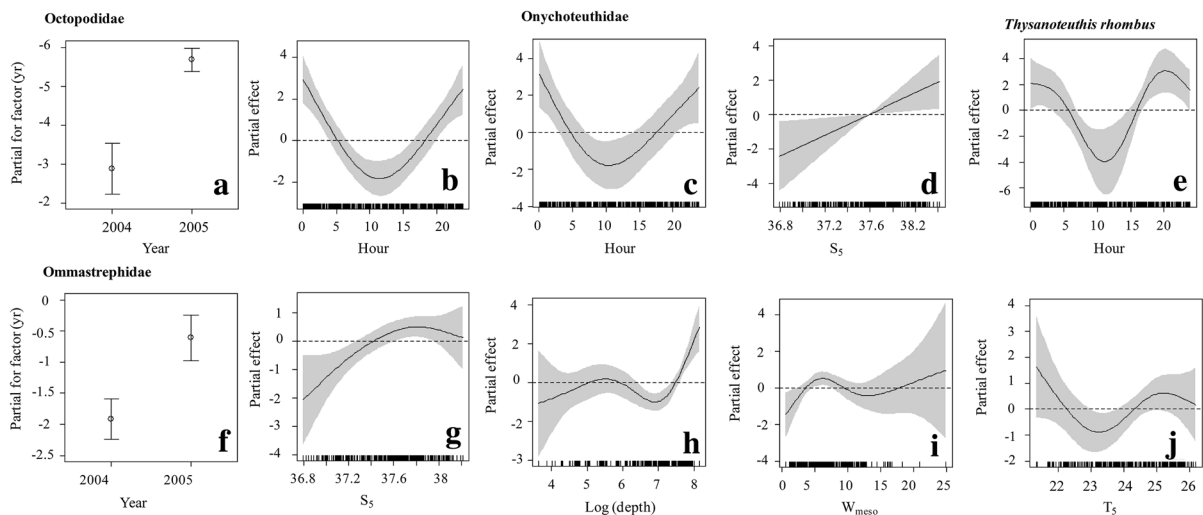 Octopodidae
Partial for factor (yr)
-6
-5
-4
-3
-2
a
2004 2005
Year
Partial effect
4
2
0
-2
b
0 5 10 15 20
Hour
Onychoteuthidae
Partial effect
4
2
0
-2
-4
c
0 5 10 15 20
Hour
Partial effect
4
2
0
-2
-4
d
36.8 37.2 37.6 38.2
S5
Thysanoteuthis rhombus
Partial effect
4
2
0
-2
-4
-6
e
0 5 10 15 20
Hour
Ommastrephidae
Partial for factor (yr)
0
-0.5
-1
-1.5
-2
-2.5
f
2004 2005
Year
Partial effect
1
0
-1
-2
-3
-4
g
36.8 37.2 37.6 38
S5
Partial effect
4
2
0
-2
-3
h
4 5 6 7 8
Log (depth)
Partial effect
4
2
0
-2
-4
i
0 5 10 15 20 25
Wmeso
Partial effect
4
3
2
1
0
-1
-2
j
22 23 24 25 26
T5